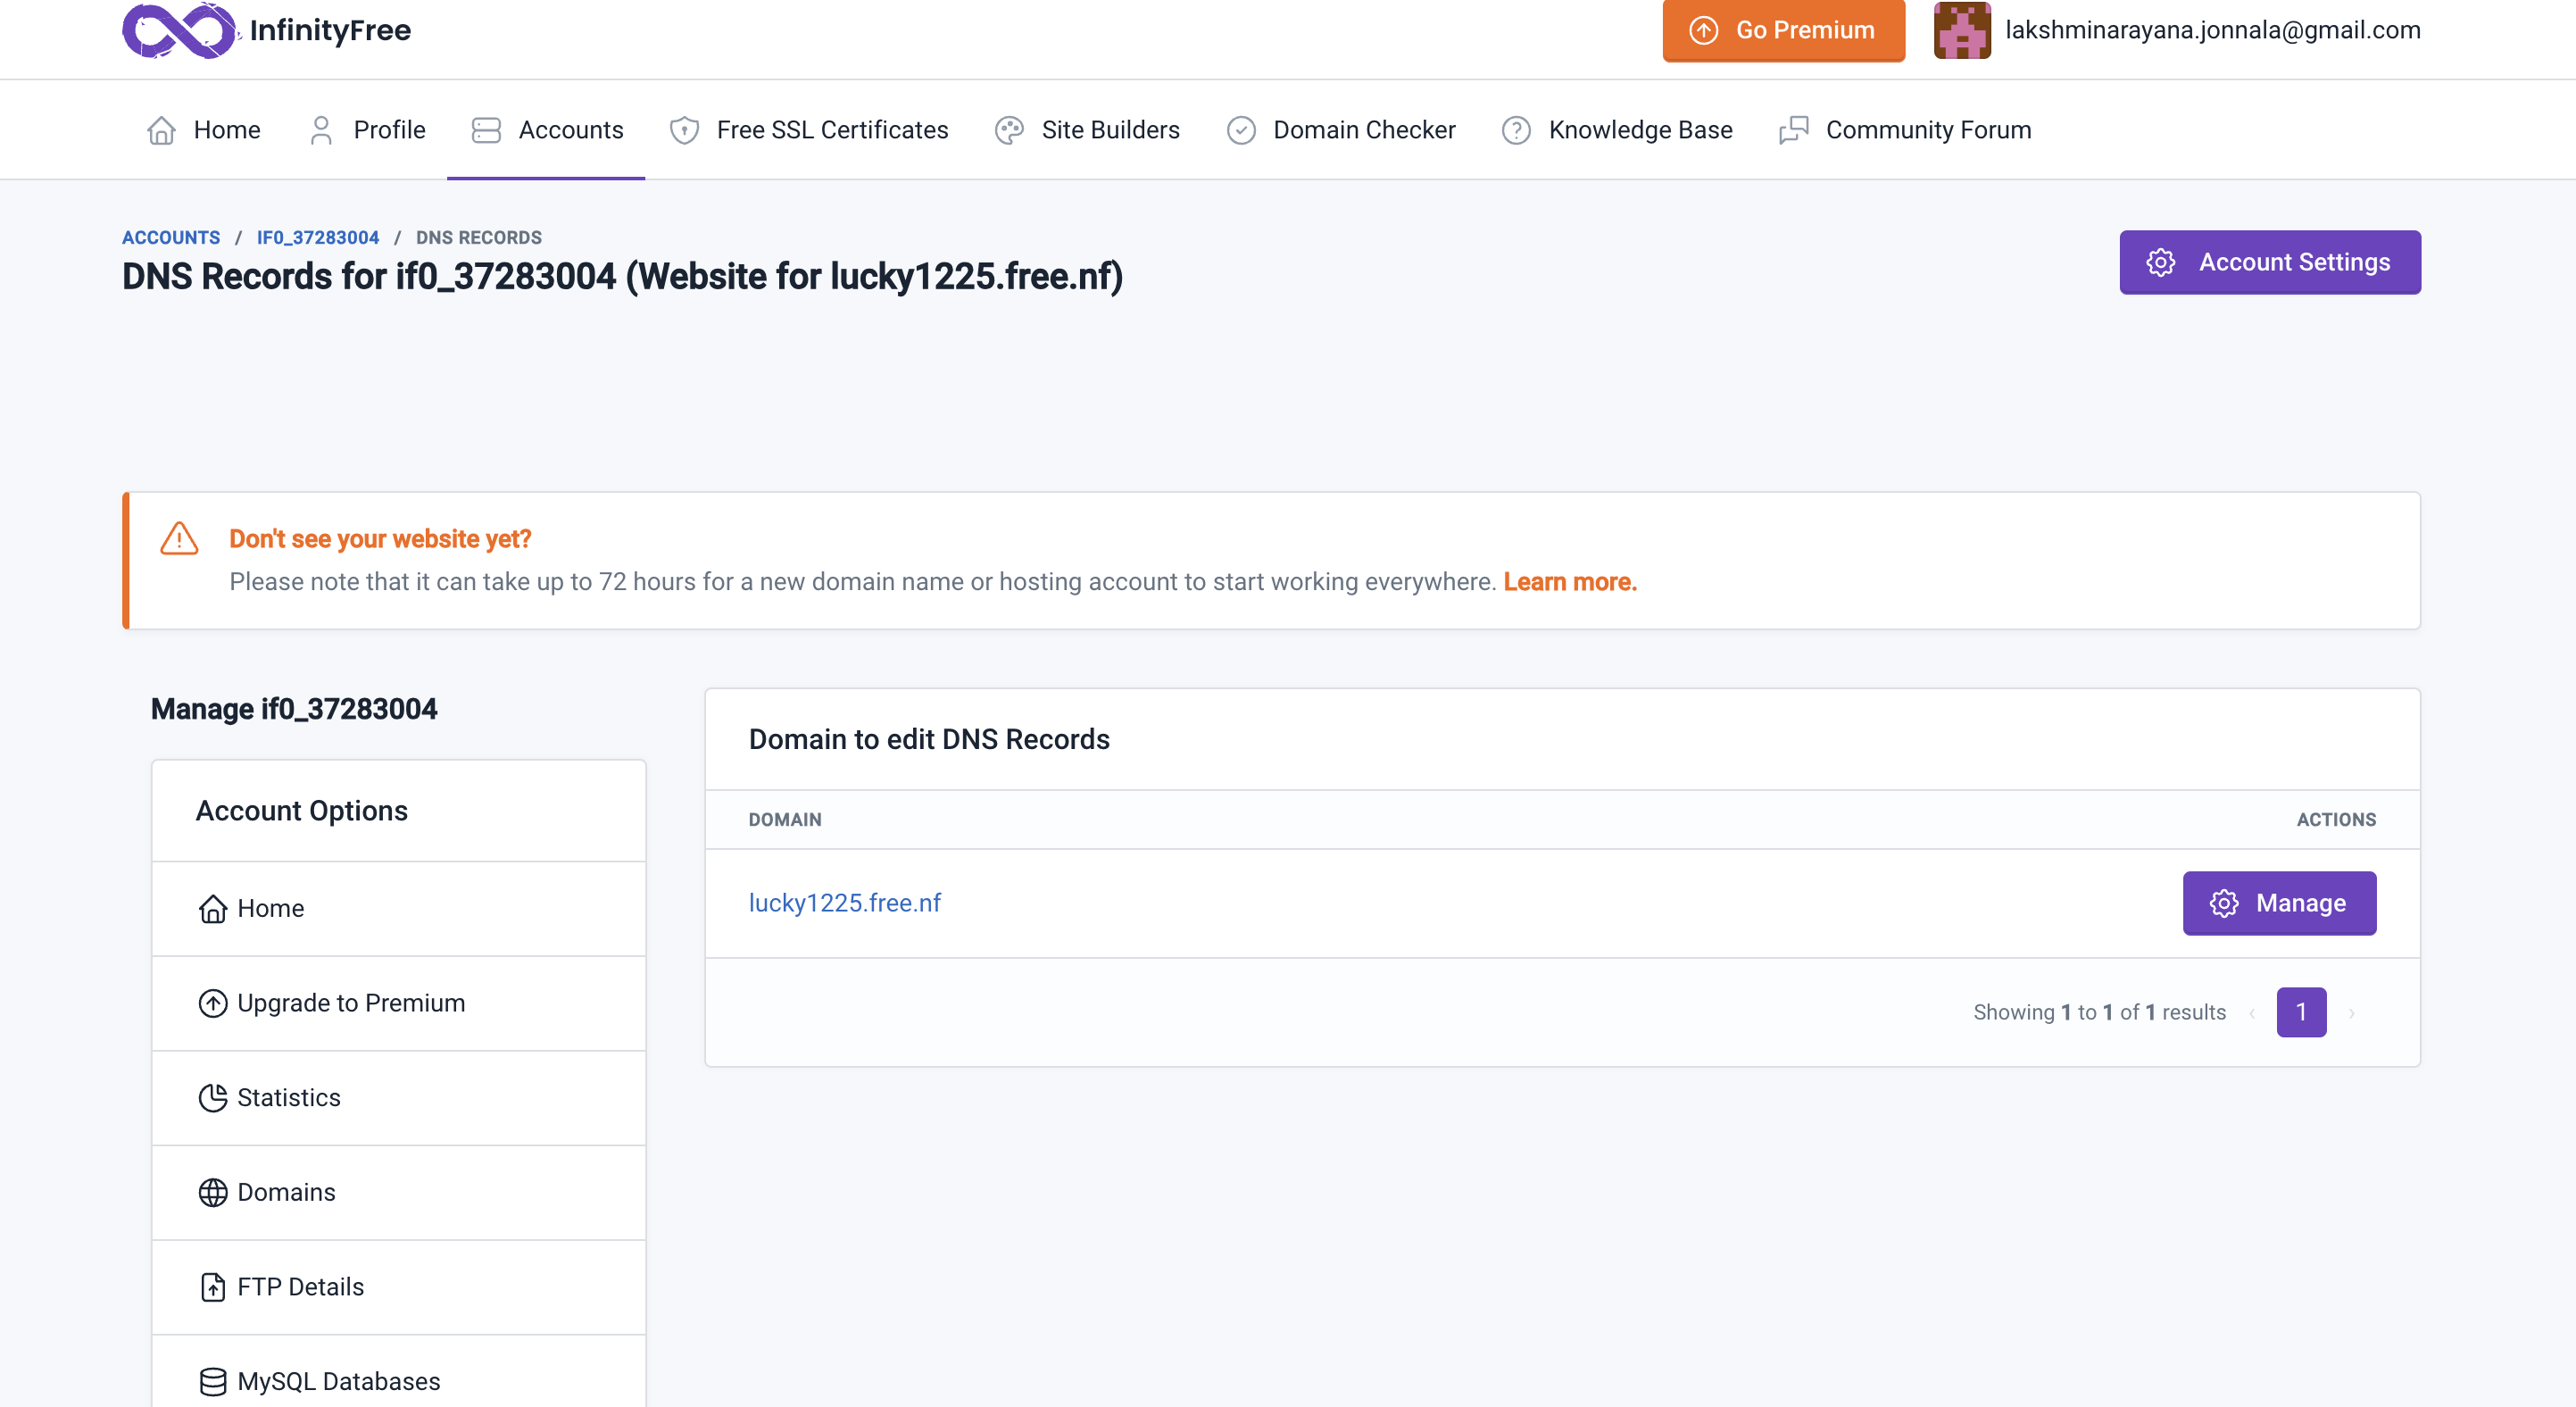 InfinityFree
Go Premium
lakshminarayana.jonnala@gmail.com
Home
Profile
Accounts
Free SSL Certificates
Site Builders
Domain Checker
Knowledge Base
Community Forum
ACCOUNTS / IF0_37283004 / DNS RECORDS
DNS Records for if0_37283004 (Website for lucky1225.free.nf)
Account Settings
Don't see your website yet?
Please note that it can take up to 72 hours for a new domain name or hosting account to start working everywhere. Learn more.
Manage if0_37283004
Account Options
Home
Upgrade to Premium
Statistics
Domains
FTP Details
MySQL Databases
Domain to edit DNS Records
DOMAIN
ACTIONS
lucky1225.free.nf
Manage
Showing 1 to 1 of 1 results ‹ 1 ›